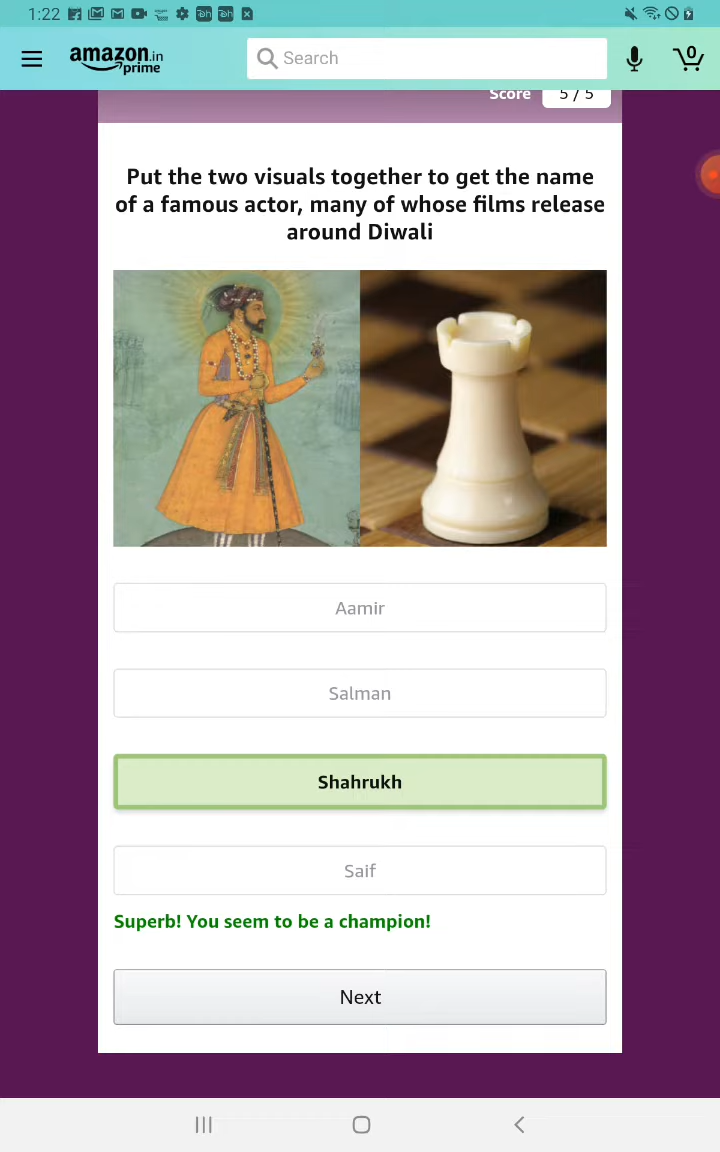 1:22
amazon.in
prime
Search
0
Score 5 / 5
Put the two visuals together to get the name
of a famous actor, many of whose films release
around Diwali
Aamir
Salman
Shahrukh
Saif
Superb! You seem to be a champion!
Next